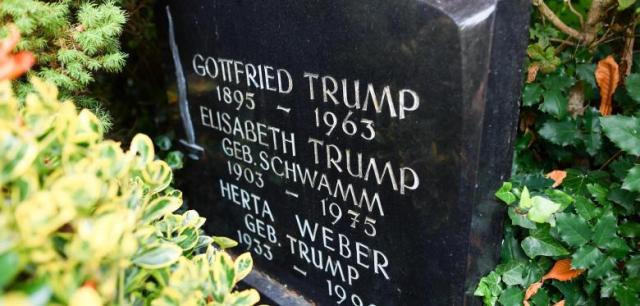 GOTTFRIED TRUMP
1895 – 1963
ELISABETH TRUMP
GEB. SCHWAMM
1903 – 1975
HERTA WEBER
GEB. TRUMP
1933 –